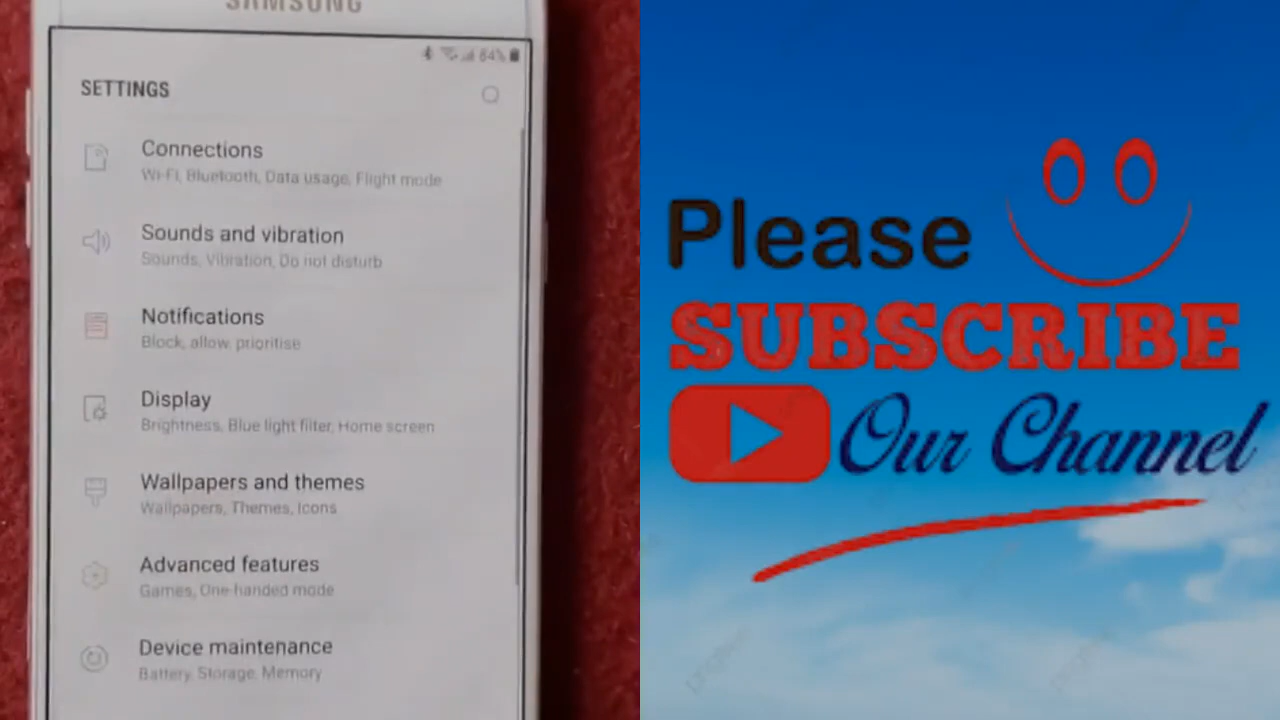 SAMSUNG
64%
SETTINGS
Connections
Wi-Fi, Bluetooth, Data usage, Flight mode
Sounds and vibration
Sounds, Vibration, Do not disturb
Notifications
Block, allow, prioritise
Display
Brightness, Blue light filter, Home screen
Wallpapers and themes
Wallpapers, Themes, Icons
Advanced features
Games, One-handed mode
Device maintenance
Battery, Storage, Memory
Please
SUBSCRIBE
Our Channel